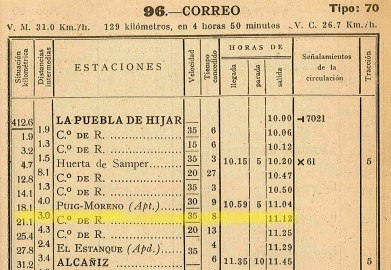 96.—CORREO Tipo: 70
V. M. 31.0 Km./h. 129 kilómetros, en 4 horas 50 minutos V. C. 26.7 Km./h.
Situación kilométrica Distancias intermedias ESTACIONES Velocidad Tiempo concedido HORAS DE llegada parada salida Señalamientos de la circulación Tracción
412.6 LA PUEBLA DE HIJAR 10.00 ⊣7021
1.9 1.9 C.º de R. 35 6 10.06
3.2 1.3 C.º de R. 15 6 10.12
4.7 1.5 Huerta de Samper 35 3 10.15 5 10.20 × 61 5
12.8 8.1 C.º de R. 20 27 10.47
14.1 1.3 C.º de R. 35 3 10.50
18.1 4.0 PUIG-MORENO (Apt.) 30 9 10.59 5 11.04
21.1 3.0 C.º de R. 35 8 11.12
25.4 4.3 C.º de R. 20 13 11.25
27.8 2.4 EL ESTANQUE (Apd.) 35 4 11.29
31.2 3.4 ALCAÑIZ 35 6 11.35 10 11.45 5